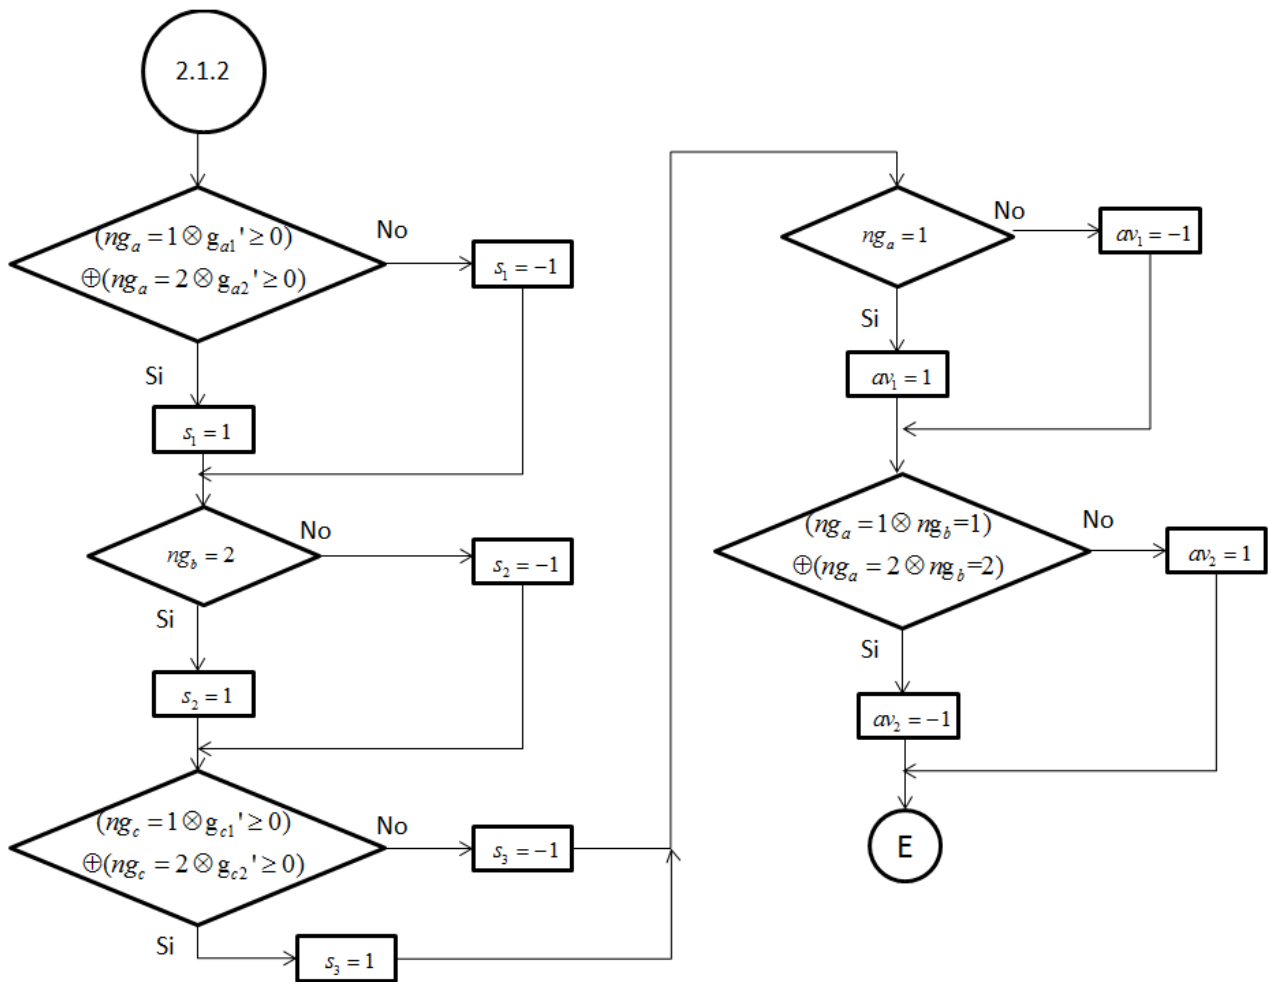 2.1.2
(ng_a = 1 ⊗ g_a1' ≥ 0)
⊕(ng_a = 2 ⊗ g_a2' ≥ 0)
No
s_1 = −1
Si
s_1 = 1
ng_b = 2
No
s_2 = −1
Si
s_2 = 1
(ng_c = 1 ⊗ g_c1' ≥ 0)
⊕(ng_c = 2 ⊗ g_c2' ≥ 0)
No
s_3 = −1
Si
s_3 = 1
ng_a = 1
No
av_1 = −1
Si
av_1 = 1
(ng_a = 1 ⊗ ng_b=1)
⊕(ng_a = 2 ⊗ ng_b=2)
No
av_2 = 1
Si
av_2 = −1
E